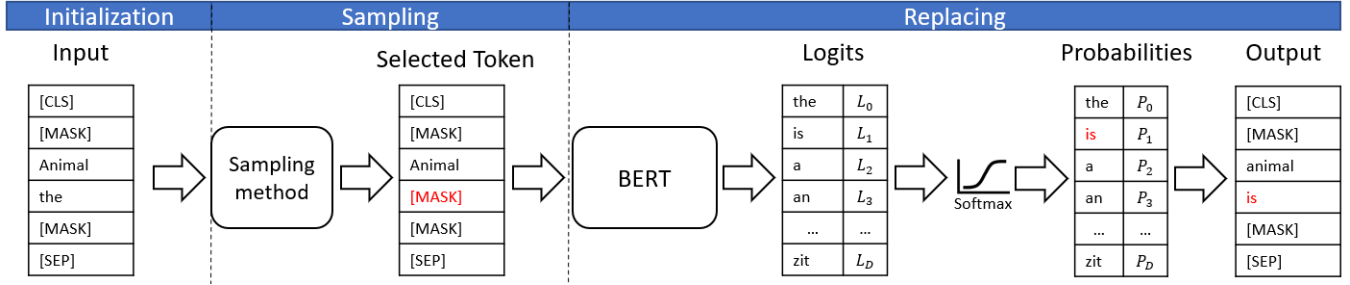 Initialization
Sampling
Replacing
Input
[CLS]
[MASK]
Animal
the
[MASK]
[SEP]
Sampling
method
Selected Token
[CLS]
[MASK]
Animal
[MASK]
[MASK]
[SEP]
BERT
Logits
the L₀
is L₁
a L₂
an L₃
... ...
zit L_D
Softmax
Probabilities
the P₀
is P₁
a P₂
an P₃
... ...
zit P_D
Output
[CLS]
[MASK]
animal
is
[MASK]
[SEP]